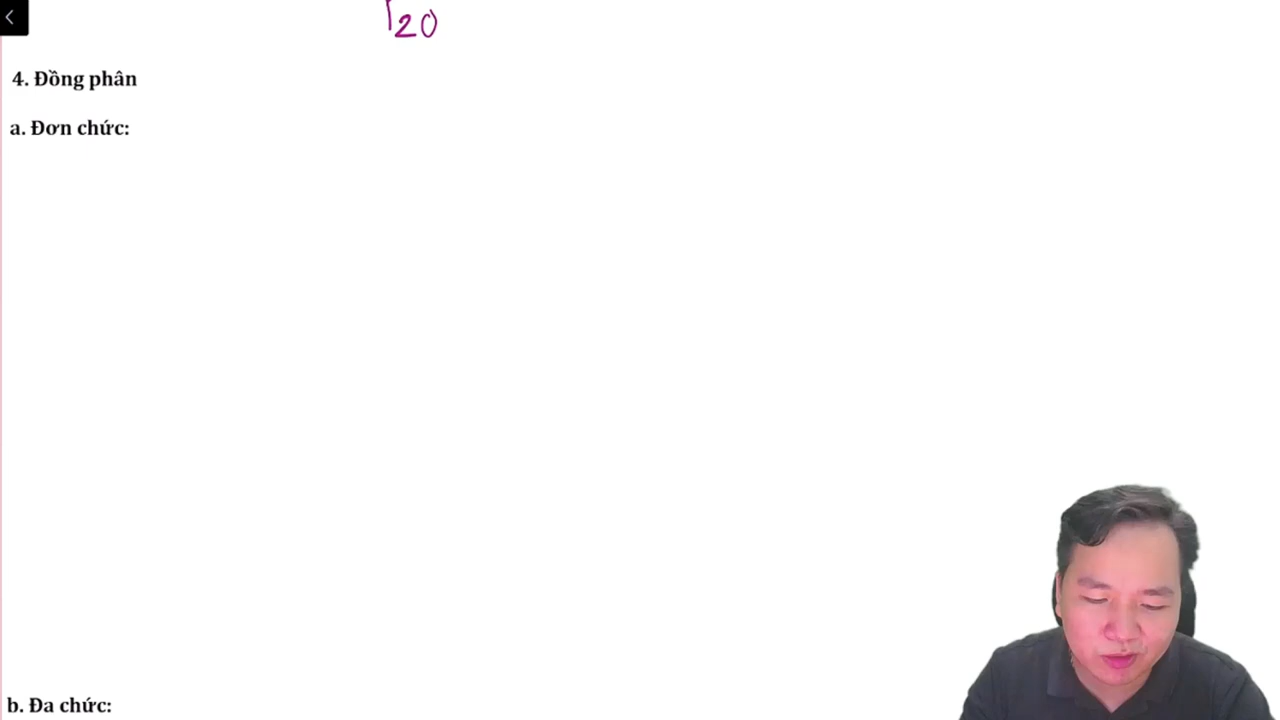 20
4. Đồng phân
a. Đơn chức:
b. Đa chức: